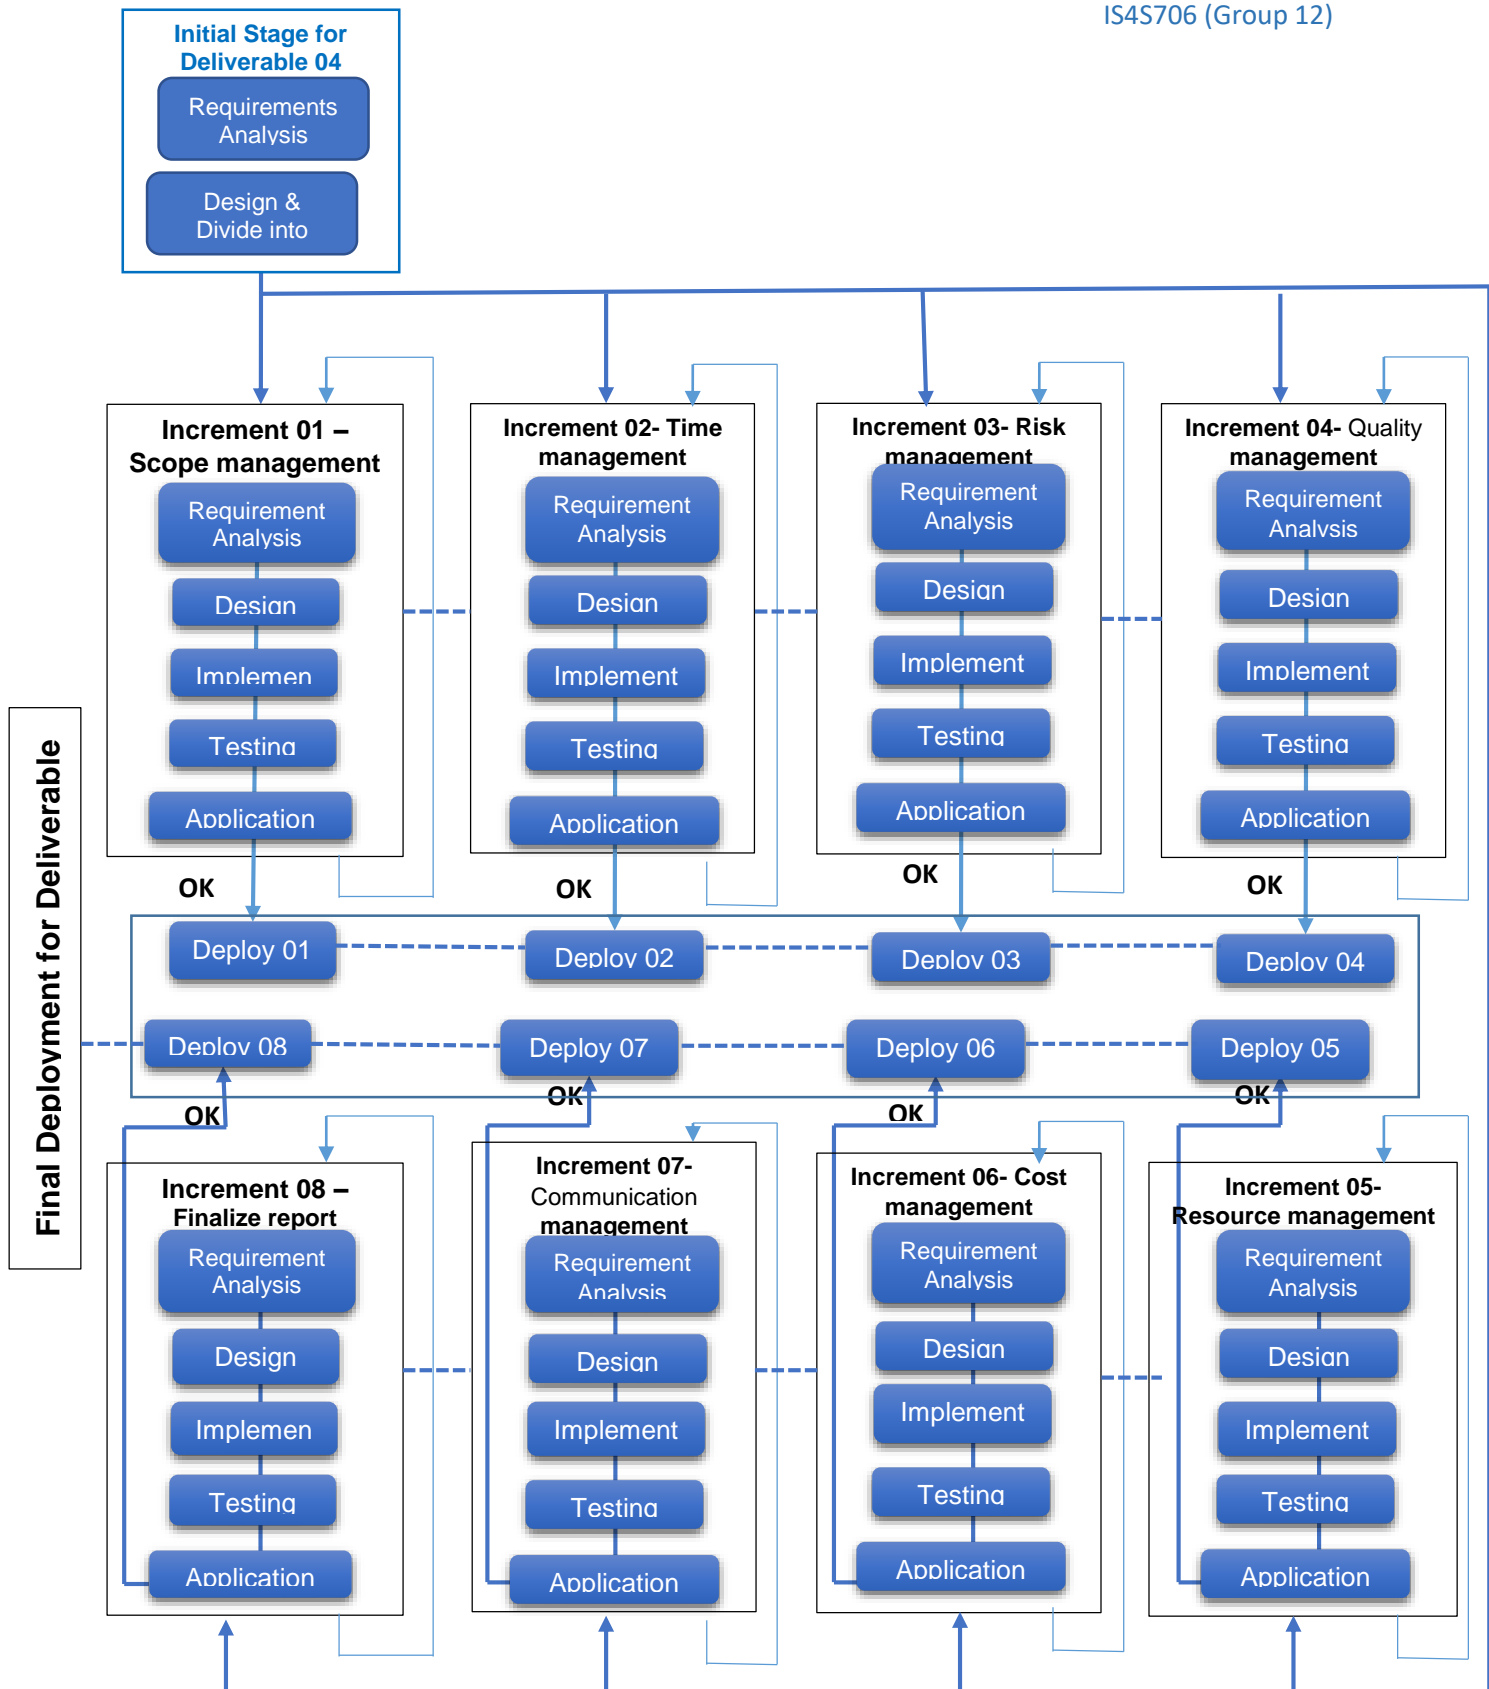 IS4S706 (Group 12)
Initial Stage for
Deliverable 04
Requirements
Analysis
Design &
Divide into
Increment 01 –
Scope management
Requirement
Analysis
Design
Implemen
Testing
Application
OK
Increment 02- Time
management
Requirement
Analysis
Design
Implement
Testing
Application
OK
Increment 03- Risk
management
Requirement
Analysis
Design
Implement
Testing
Application
OK
Increment 04- Quality
management
Requirement
Analysis
Design
Implement
Testing
Application
OK
Final Deployment for Deliverable
Deploy 01
Deploy 02
Deploy 03
Deploy 04
Deploy 08
Deploy 07
Deploy 06
Deploy 05
OK
OK
OK
OK
Increment 08 –
Finalize report
Requirement
Analysis
Design
Implemen
Testing
Application
Increment 07-
Communication
management
Requirement
Analysis
Design
Implement
Testing
Application
Increment 06- Cost
management
Requirement
Analysis
Design
Implement
Testing
Application
Increment 05-
Resource management
Requirement
Analysis
Design
Implement
Testing
Application